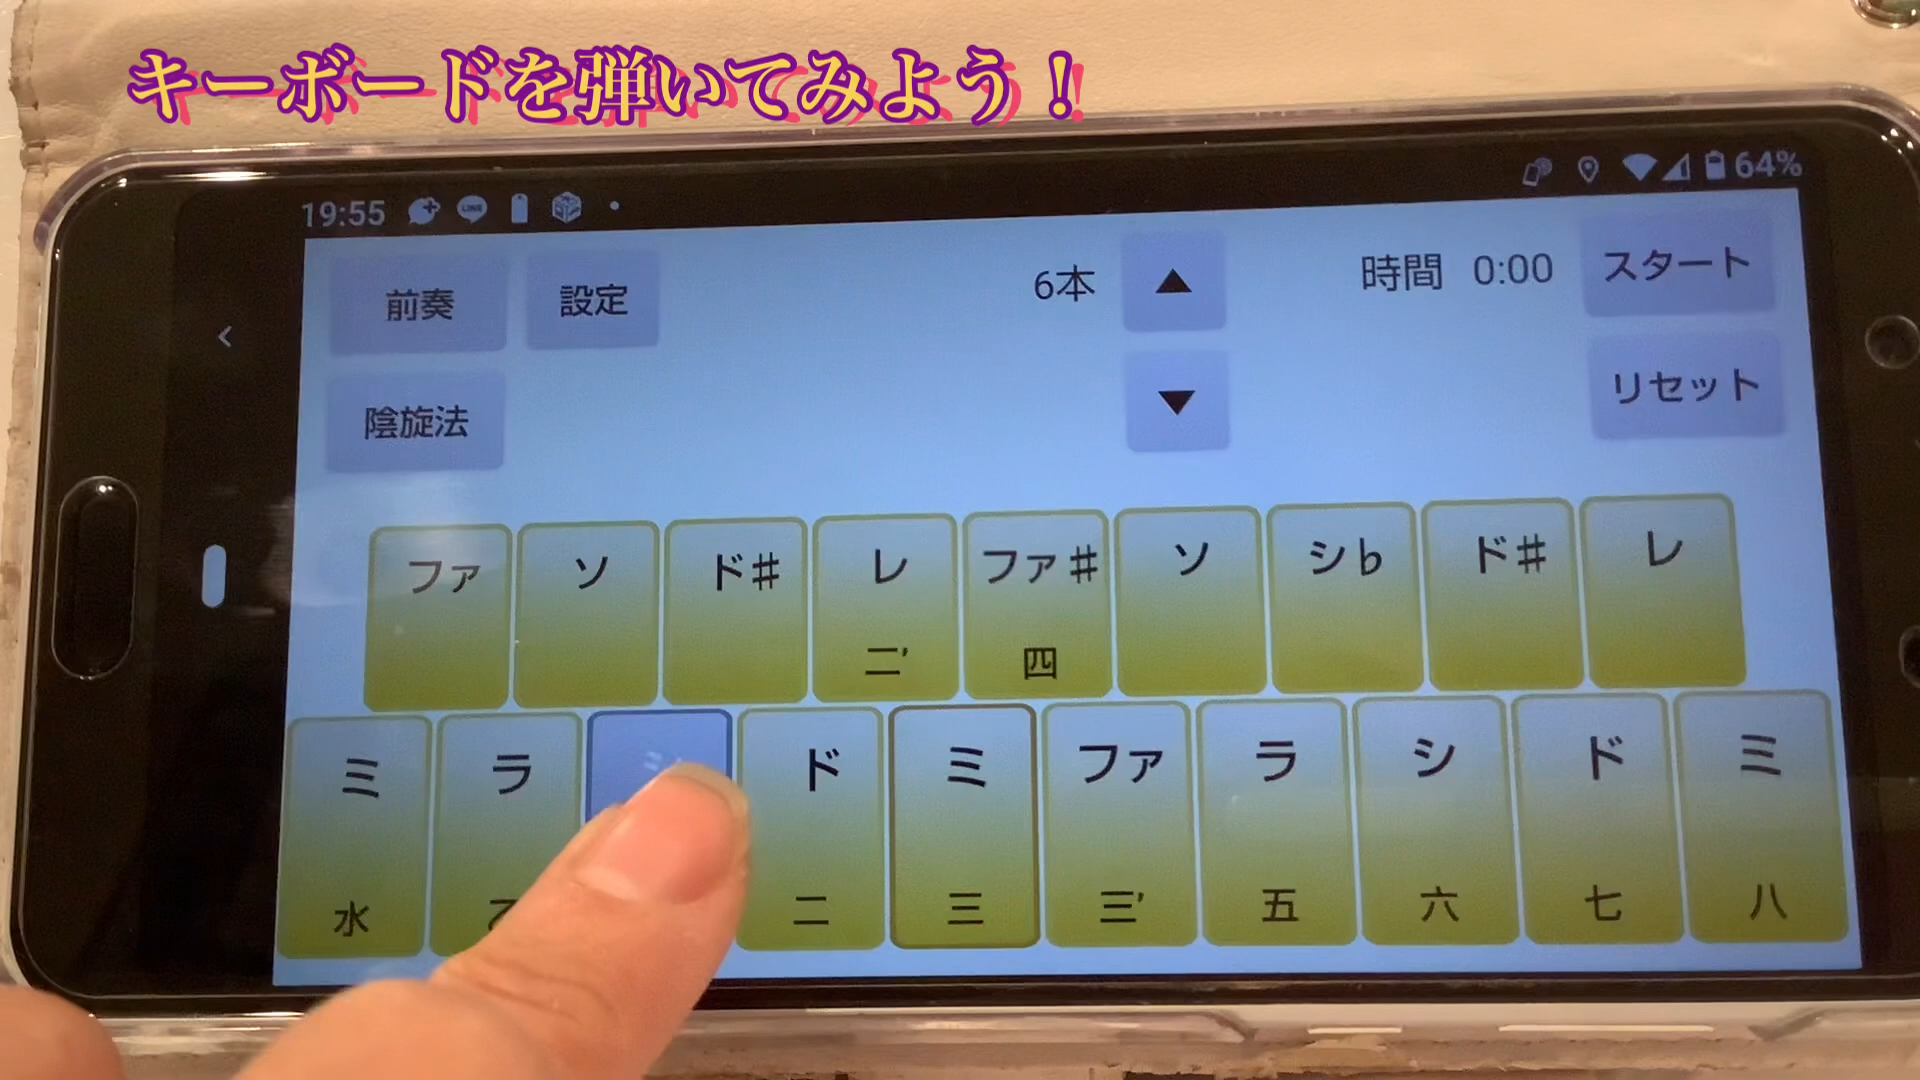 キーボードを弾いてみよう！
19:55 LINE 64%
前奏 設定 6本 ▲ 時間 0:00 スタート
陰旋法 ▼ リセット
ファ ソ ド♯ レ ファ♯ ソ シ♭ ド♯ レ
二' 四
ミ ラ ド ミ ファ ラ シ ド ミ
水 二 三 三' 五 六 七 八